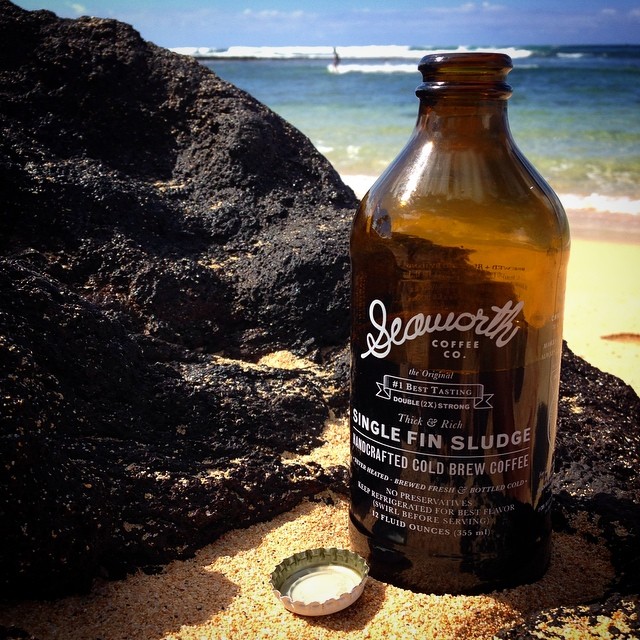 Seaworthy
COFFEE
CO.
the Original
#1 BEST TASTING
DOUBLE (2X) STRONG
Thick & Rich
SINGLE FIN SLUDGE
HANDCRAFTED COLD BREW COFFEE
NEVER HEATED · BREWED FRESH & BOTTLED COLD
NO PRESERVATIVES
KEEP REFRIGERATED FOR BEST FLAVOR
(SWIRL BEFORE SERVING)
12 FLUID OUNCES (355 ml)